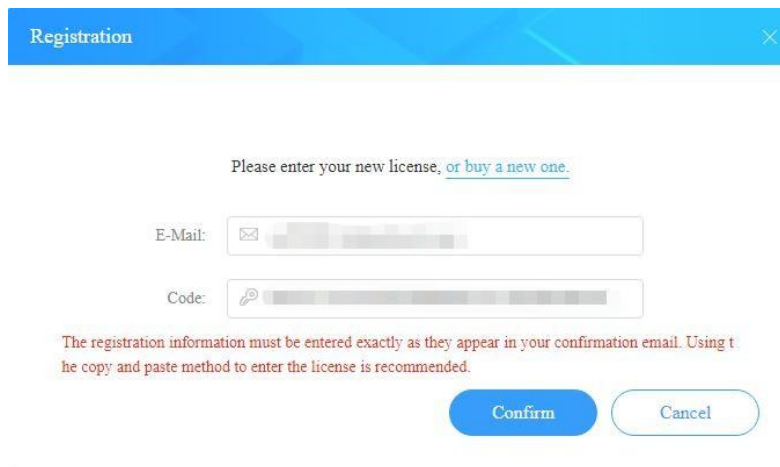 Registration
Please enter your new license, or buy a new one.
E-Mail:
Code:
The registration information must be entered exactly as they appear in your confirmation email. Using t
he copy and paste method to enter the license is recommended.
Confirm
Cancel